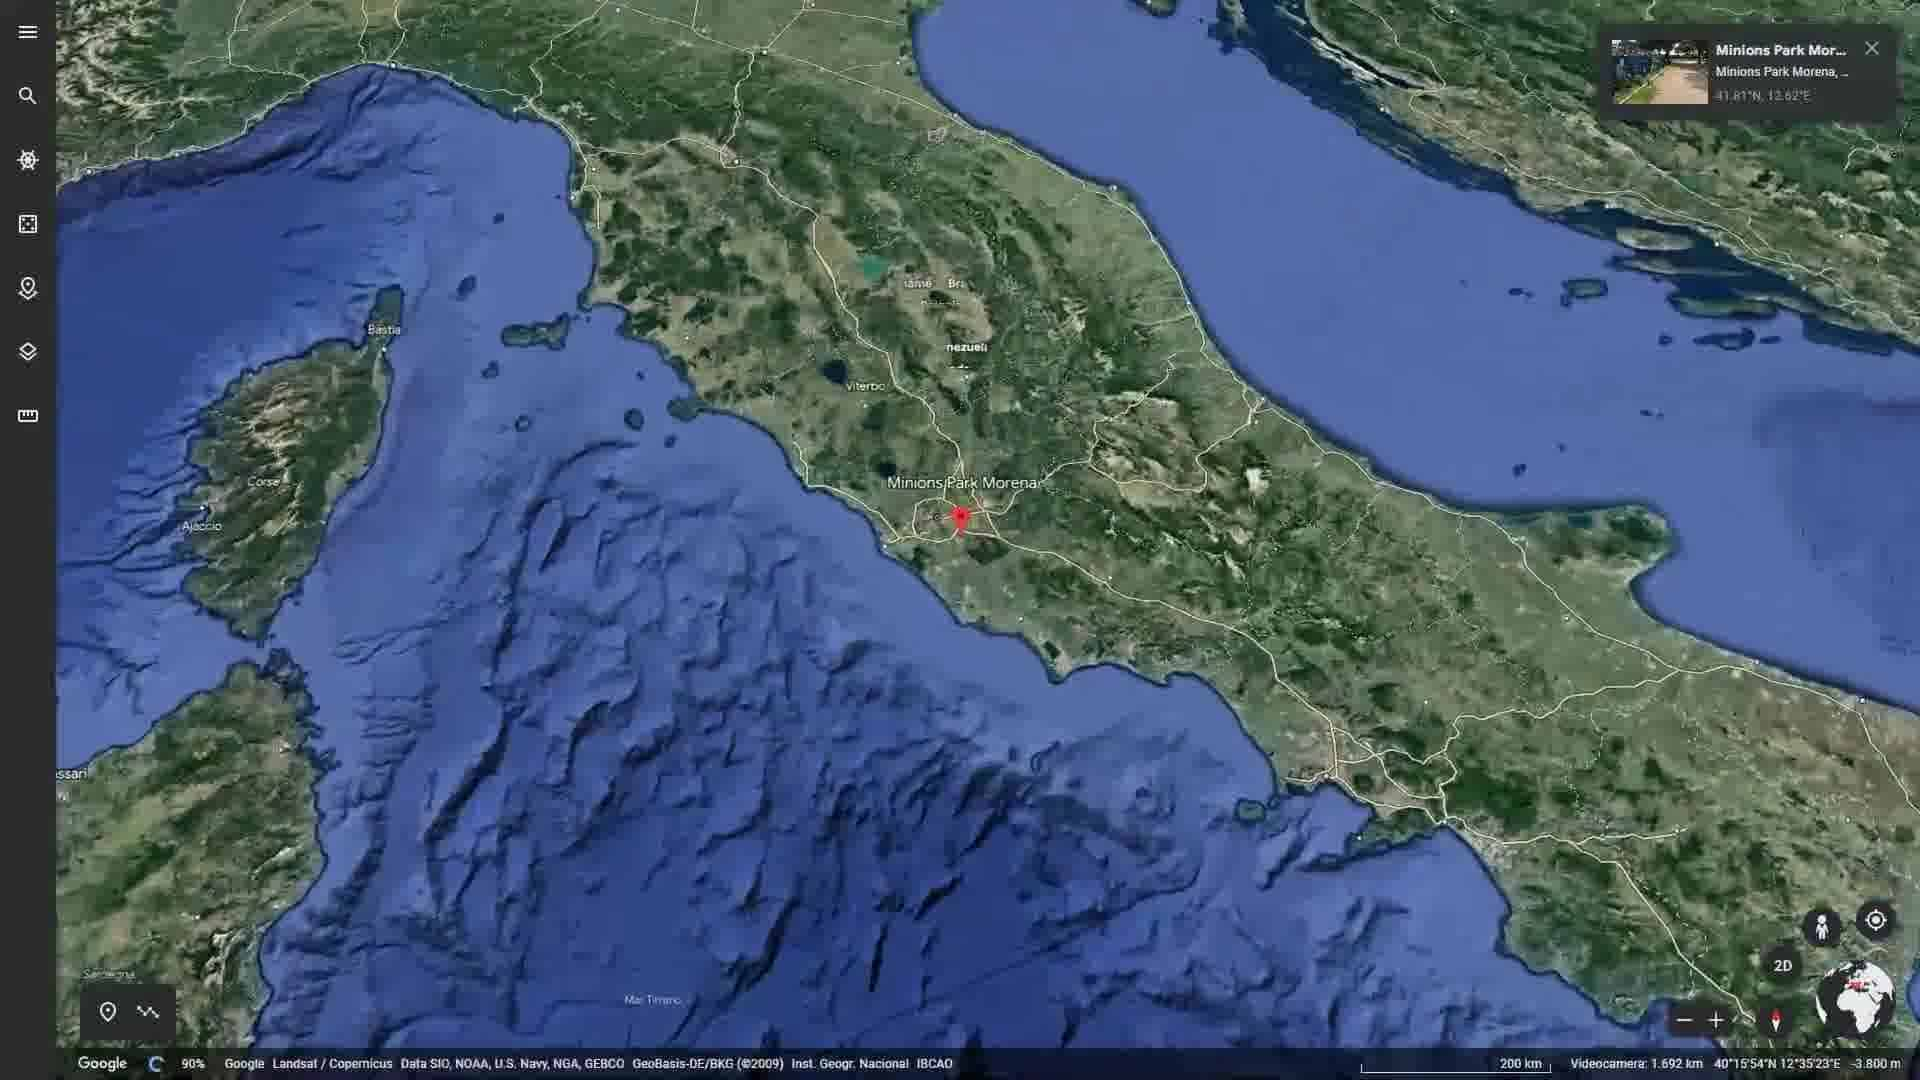 Minions Park Mor...
Minions Park Morena, ...
41.81°N, 12.62°E
Bastia
Viterbo
Corse
Ajaccio
Minions Park Morena
Sardegna
Mar Tirreno
2D
Google
90%
Google Landsat / Copernicus Data SIO, NOAA, U.S. Navy, NGA, GEBCO GeoBasis-DE/BKG (©2009) Inst. Geogr. Nacional IBCAO
200 km
Videocamera: 1.692 km 40°15'54"N 12°35'23"E -3.800 m